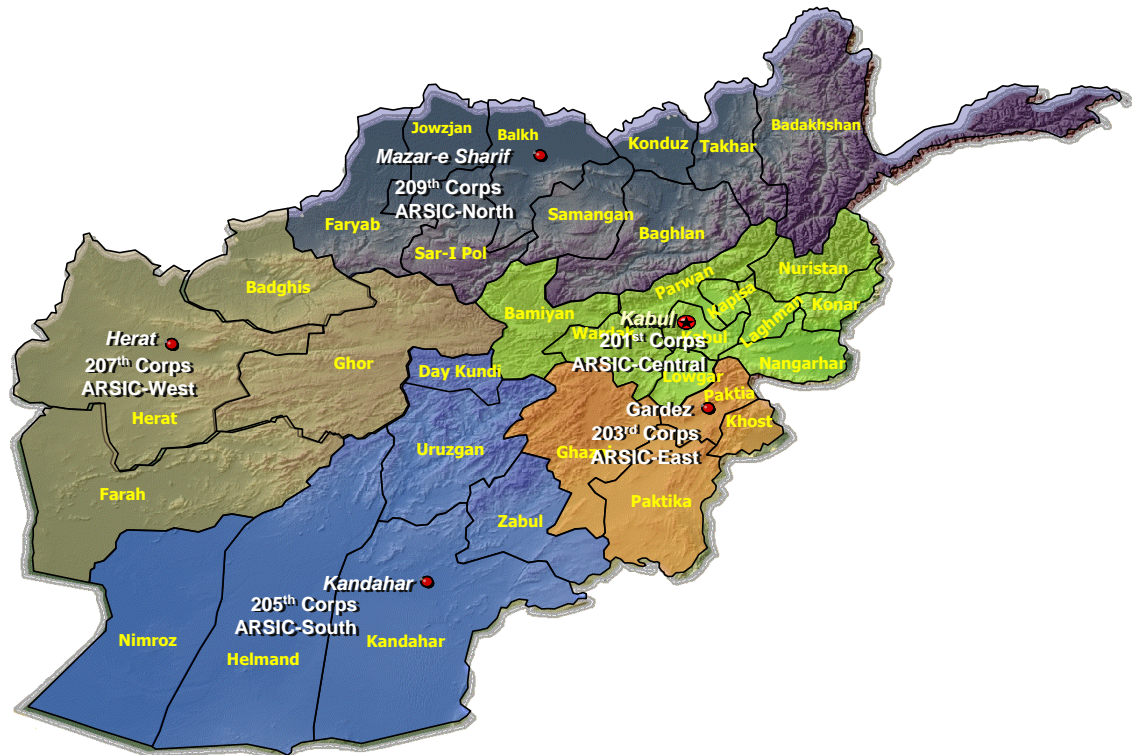 Jowzjan
Balkh
Badakhshan
Konduz
Takhar
Mazar-e Sharif
209th Corps
ARSIC-North
Samangan
Faryab
Baghlan
Sar-I Pol
Nuristan
Badghis
Parwan
Kapisa
Konar
Bamiyan
Kabul
Laghman
Wardak
Kabul
201st Corps
ARSIC-Central
Nangarhar
Herat
207th Corps
ARSIC-West
Ghor
Day Kundi
Lowgar
Paktia
Herat
Gardez
Khost
203rd Corps
ARSIC-East
Uruzgan
Ghazni
Farah
Paktika
Zabul
Kandahar
205th Corps
ARSIC-South
Nimroz
Kandahar
Helmand